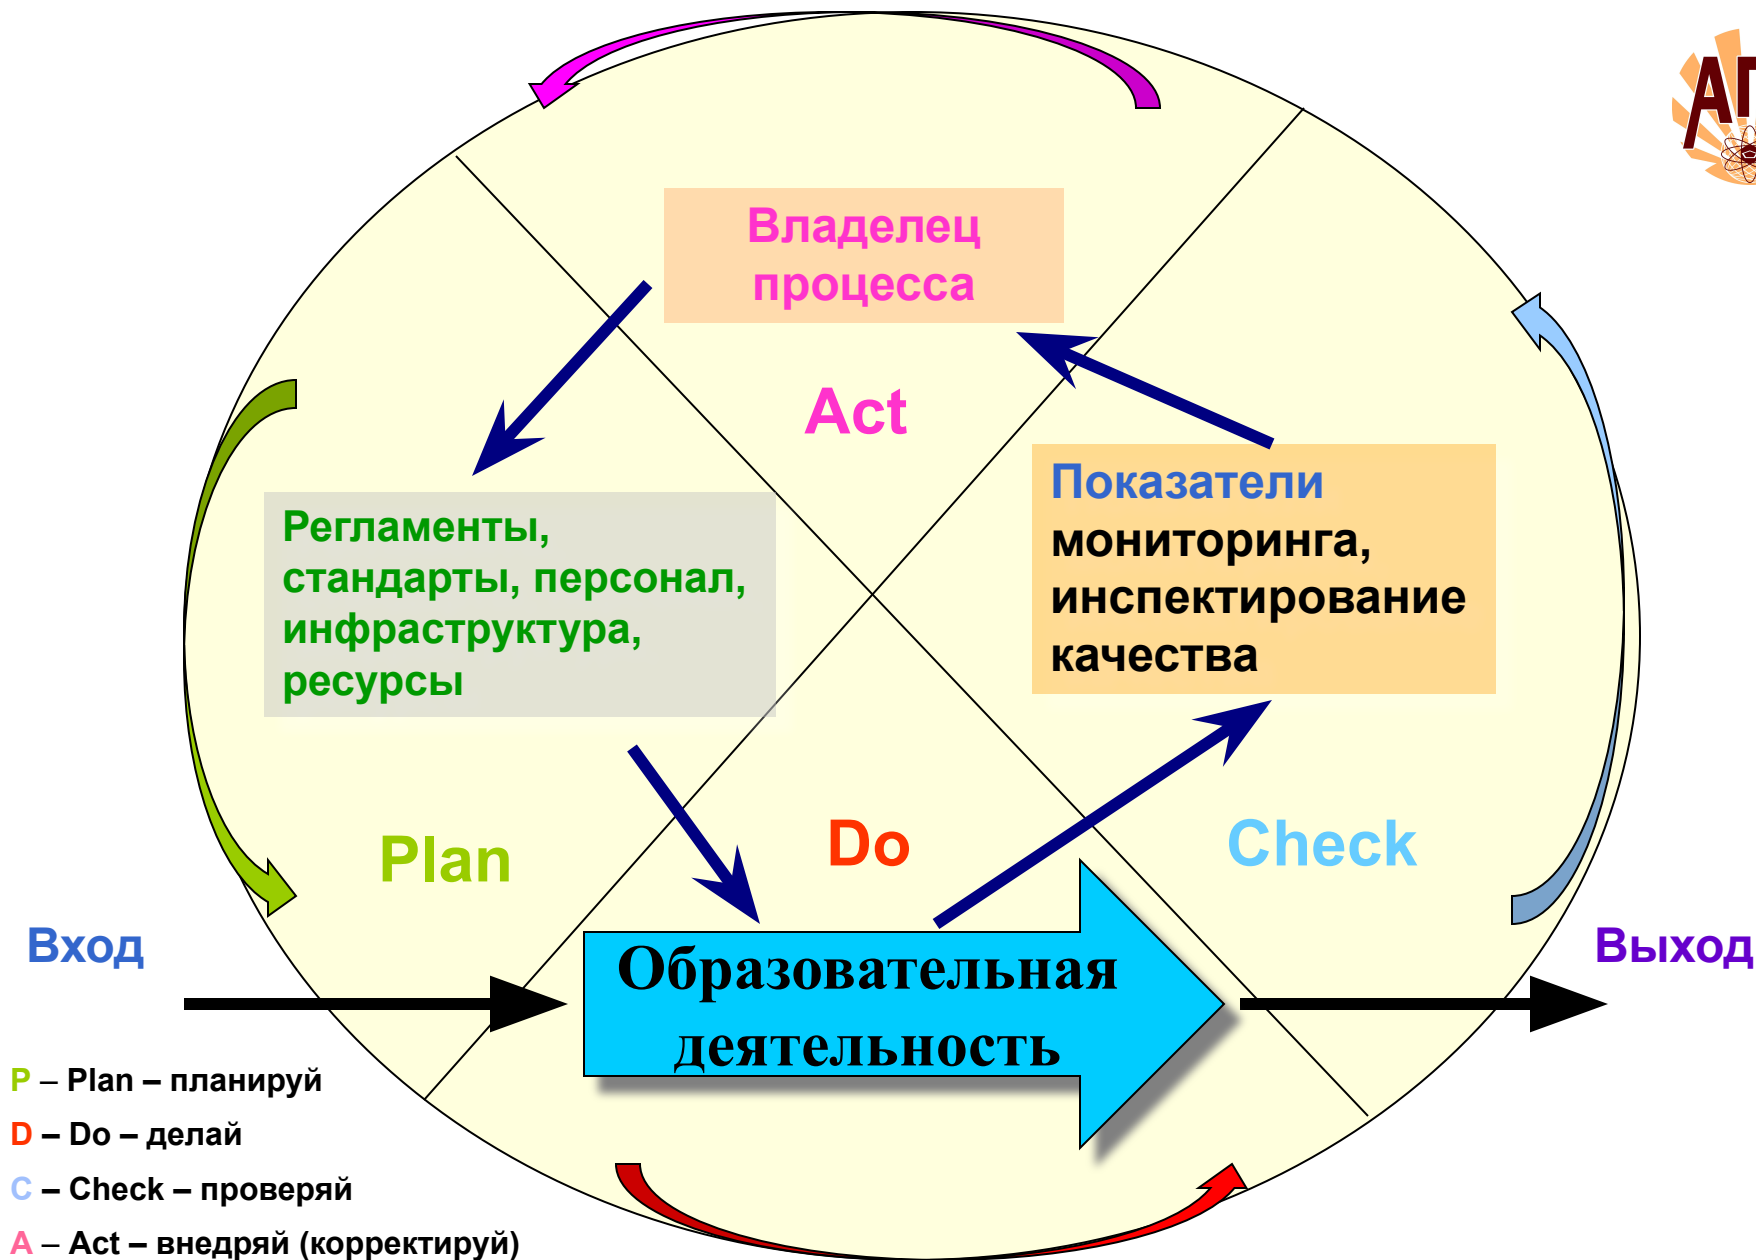 Владелец
процесса
Act
Регламенты,
стандарты, персонал,
инфраструктура,
ресурсы
Показатели
мониторинга,
инспектирование
качества
Plan
Do
Check
Вход
Выход
Образовательная
деятельность
P – Plan – планируй
D – Do – делай
C – Check – проверяй
A – Act – внедряй (корректируй)